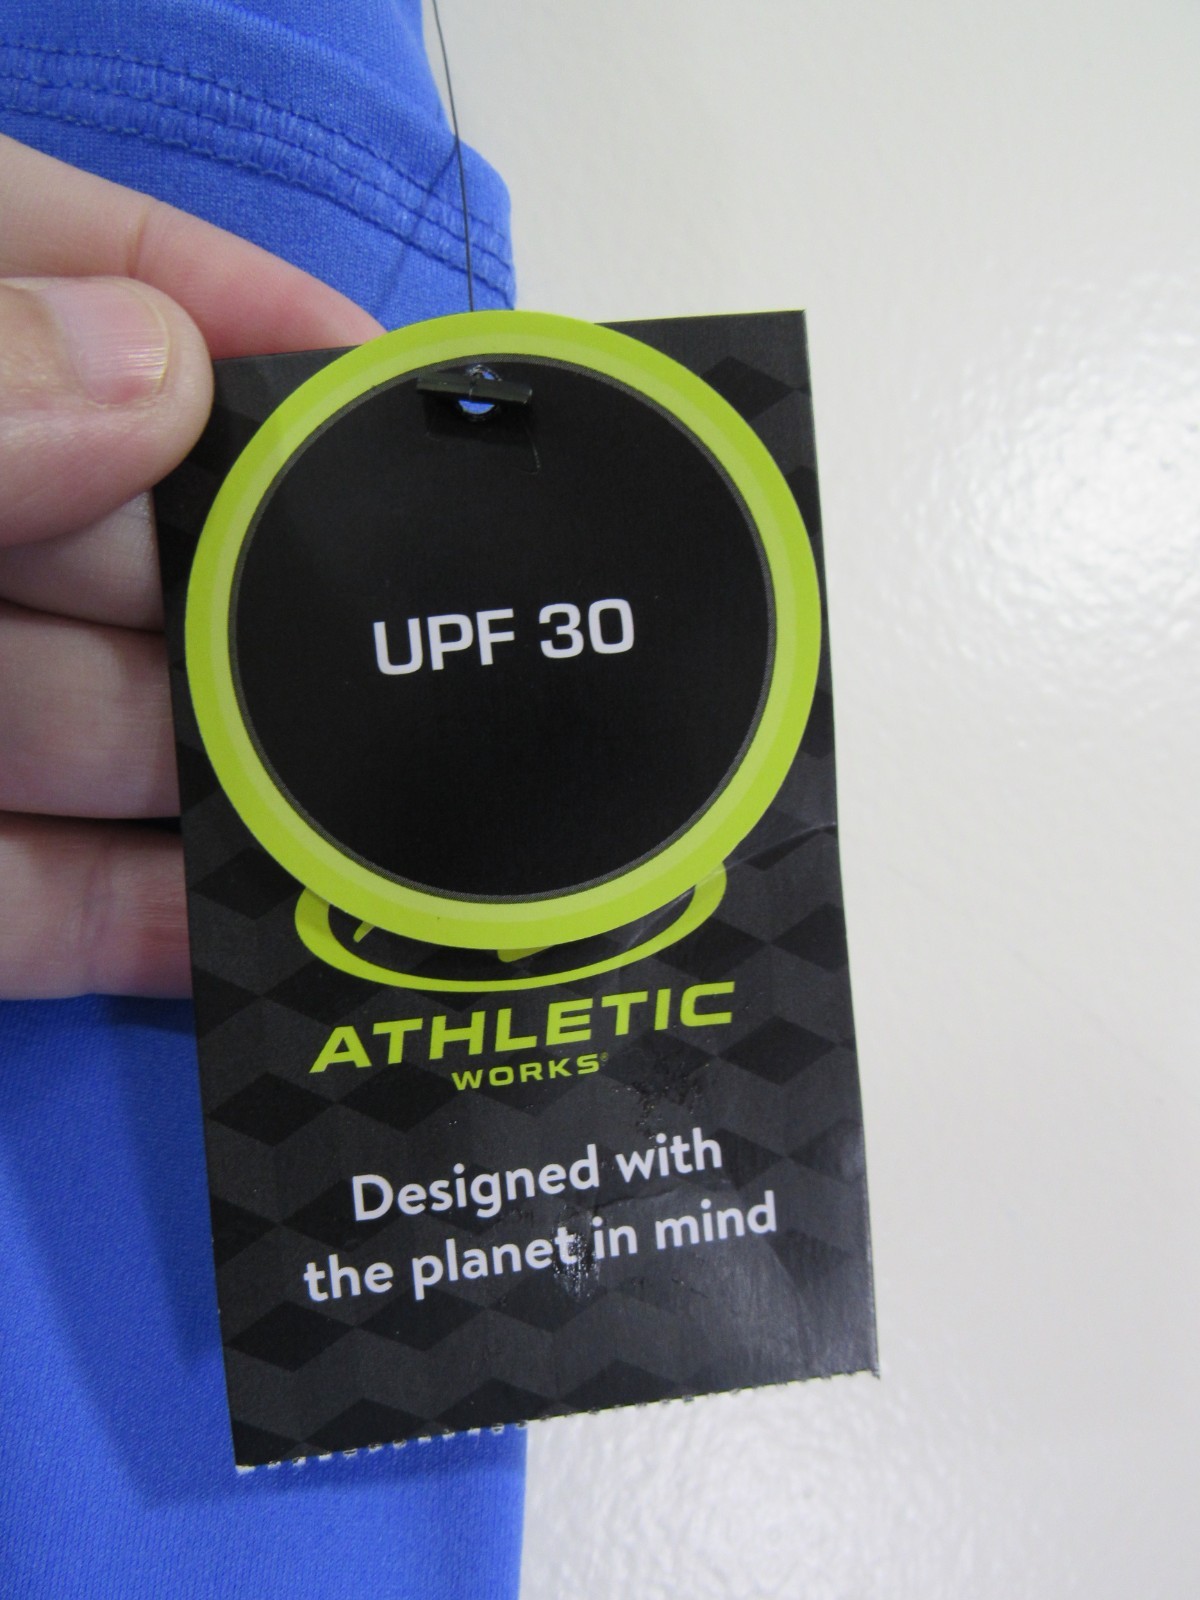 UPF 30
ATHLETIC
WORKS®
Designed with
the planet in mind